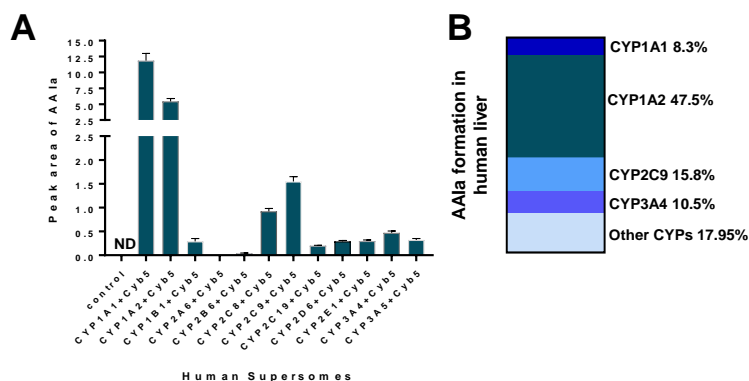 A
Peak area of AAIa
15.0
12.5
10.0
7.5
5.0
2.5
2.5
2.0
1.5
1.0
0.5
0.0
ND
control
CYP1A1+Cyb5
CYP1A2+Cyb5
CYP1B1+Cyb5
CYP2A6+Cyb5
CYP2B6+Cyb5
CYP2C8+Cyb5
CYP2C9+Cyb5
CYP2C19+Cyb5
CYP2D6+Cyb5
CYP2E1+Cyb5
CYP3A4+Cyb5
CYP3A5+Cyb5
Human Supersomes
B
AAIa formation in
human liver
CYP1A1 8.3%
CYP1A2 47.5%
CYP2C9 15.8%
CYP3A4 10.5%
Other CYPs 17.95%